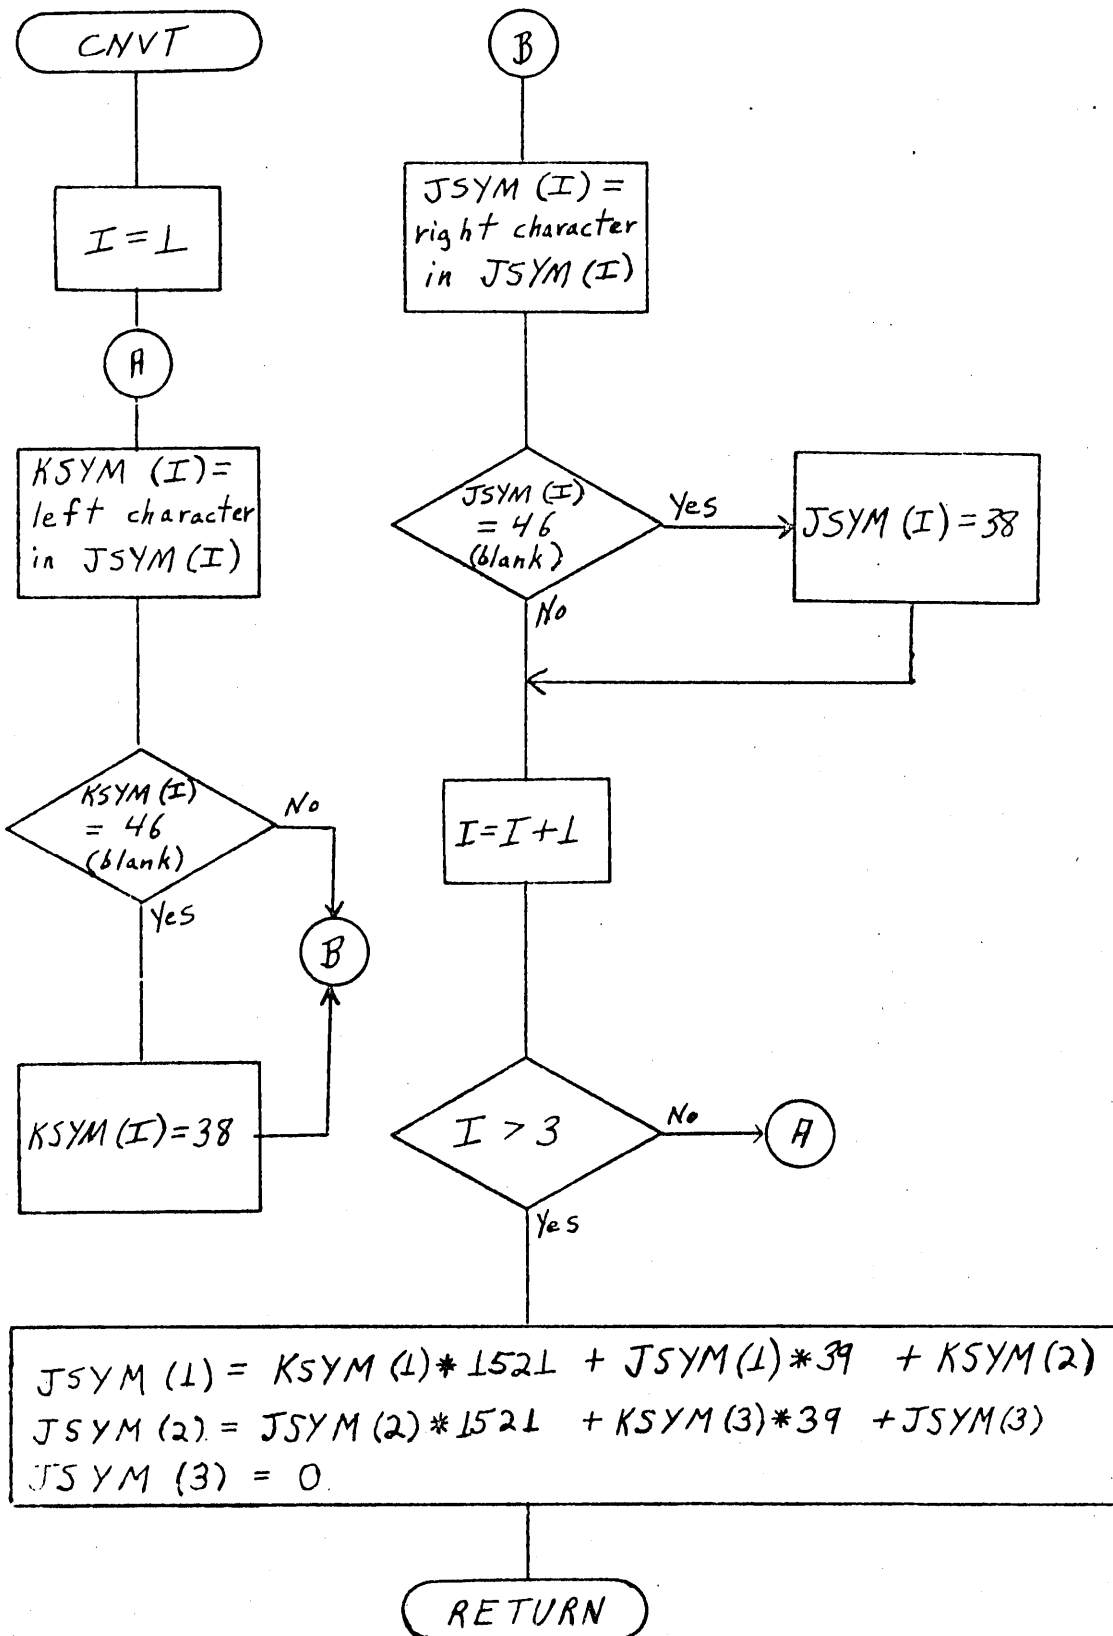 CNVT
I = 1
A
KSYM (I) =
left character
in JSYM (I)
KSYM (I)
= 46
(blank)
No
Yes
B
KSYM (I) = 38
B
JSYM (I) =
right character
in JSYM (I)
JSYM (I)
= 46
(blank)
Yes
No
JSYM (I) = 38
I = I + 1
I > 3
No
A
Yes
JSYM (1) = KSYM (1) * 1521 + JSYM (1) * 39 + KSYM (2)
JSYM (2) = JSYM (2) * 1521 + KSYM (3) * 39 + JSYM (3)
JSYM (3) = 0
RETURN